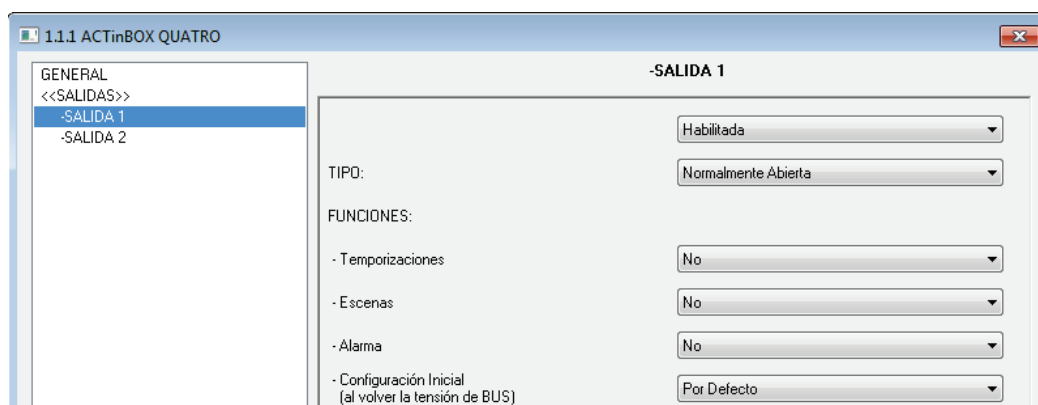 1.1.1 ACTinBOX QUATRO
GENERAL
<<SALIDAS>>
-SALIDA 1
-SALIDA 2
-SALIDA 1
Habilitada
TIPO: Normalmente Abierta
FUNCIONES:
- Temporizaciones No
- Escenas No
- Alarma No
- Configuración Inicial
(al volver la tensión de BUS) Por Defecto